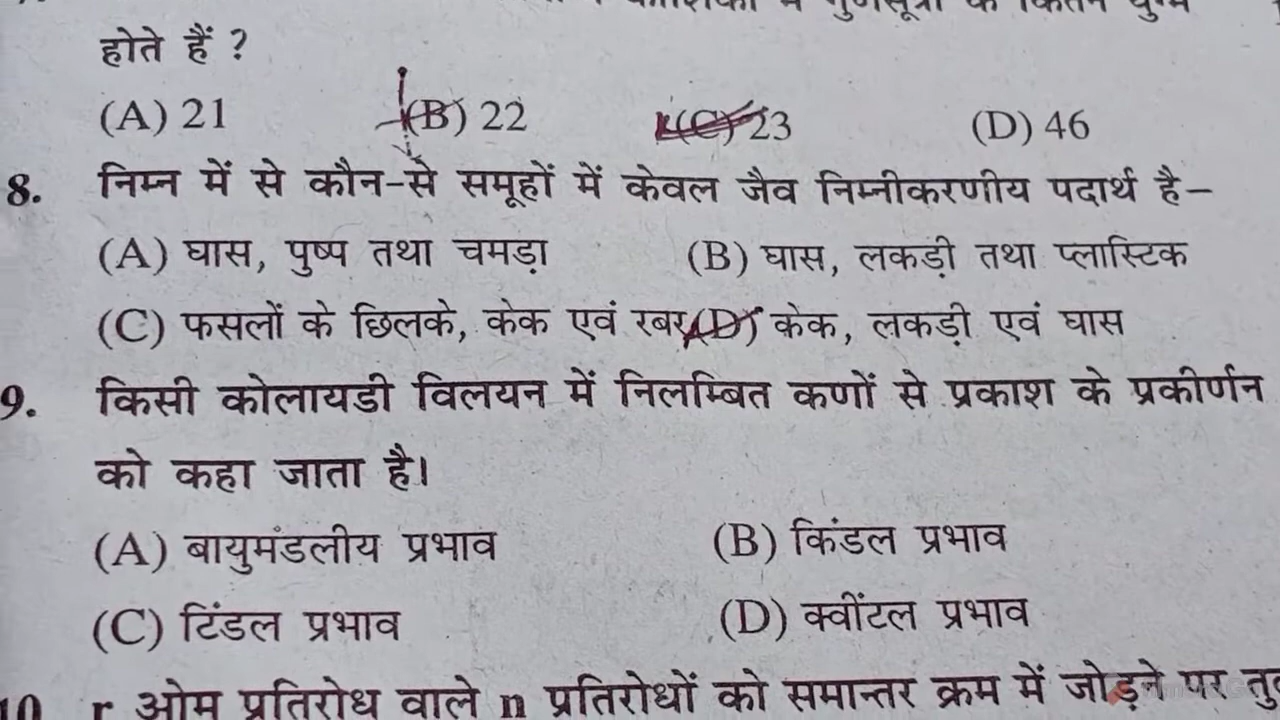 गुणसूत्रों के कितने युग्म
होते हैं ?
(A) 21 (B) 22 (C) 23 (D) 46
8. निम्न में से कौन-से समूहों में केवल जैव निम्नीकरणीय पदार्थ है–
(A) घास, पुष्प तथा चमड़ा (B) घास, लकड़ी तथा प्लास्टिक
(C) फसलों के छिलके, केक एवं रबर (D) केक, लकड़ी एवं घास
9. किसी कोलायडी विलयन में निलम्बित कणों से प्रकाश के प्रकीर्णन
को कहा जाता है।
(A) बायुमंडलीय प्रभाव (B) किंडल प्रभाव
(C) टिंडल प्रभाव (D) क्वींटल प्रभाव
10 r ओम प्रतिरोध वाले n प्रतिरोधों को समान्तर क्रम में जोड़ने पर